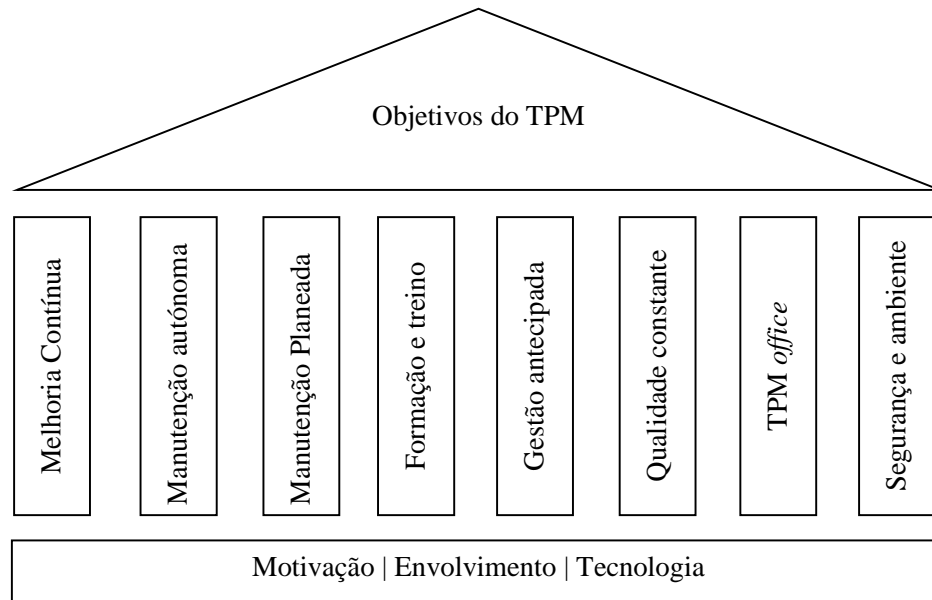 Objetivos do TPM
Melhoria Contínua
Manutenção autónoma
Manutenção Planeada
Formação e treino
Gestão antecipada
Qualidade constante
TPM office
Segurança e ambiente
Motivação | Envolvimento | Tecnologia